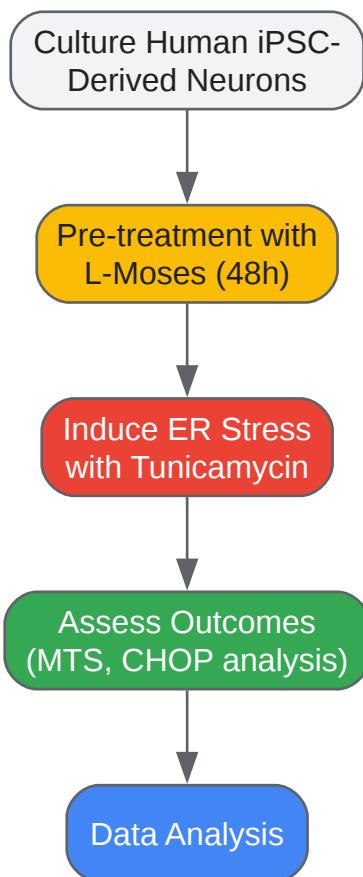 Culture Human iPSC-
Derived Neurons
Pre-treatment with
L-Moses (48h)
Induce ER Stress
with Tunicamycin
Assess Outcomes
(MTS, CHOP analysis)
Data Analysis